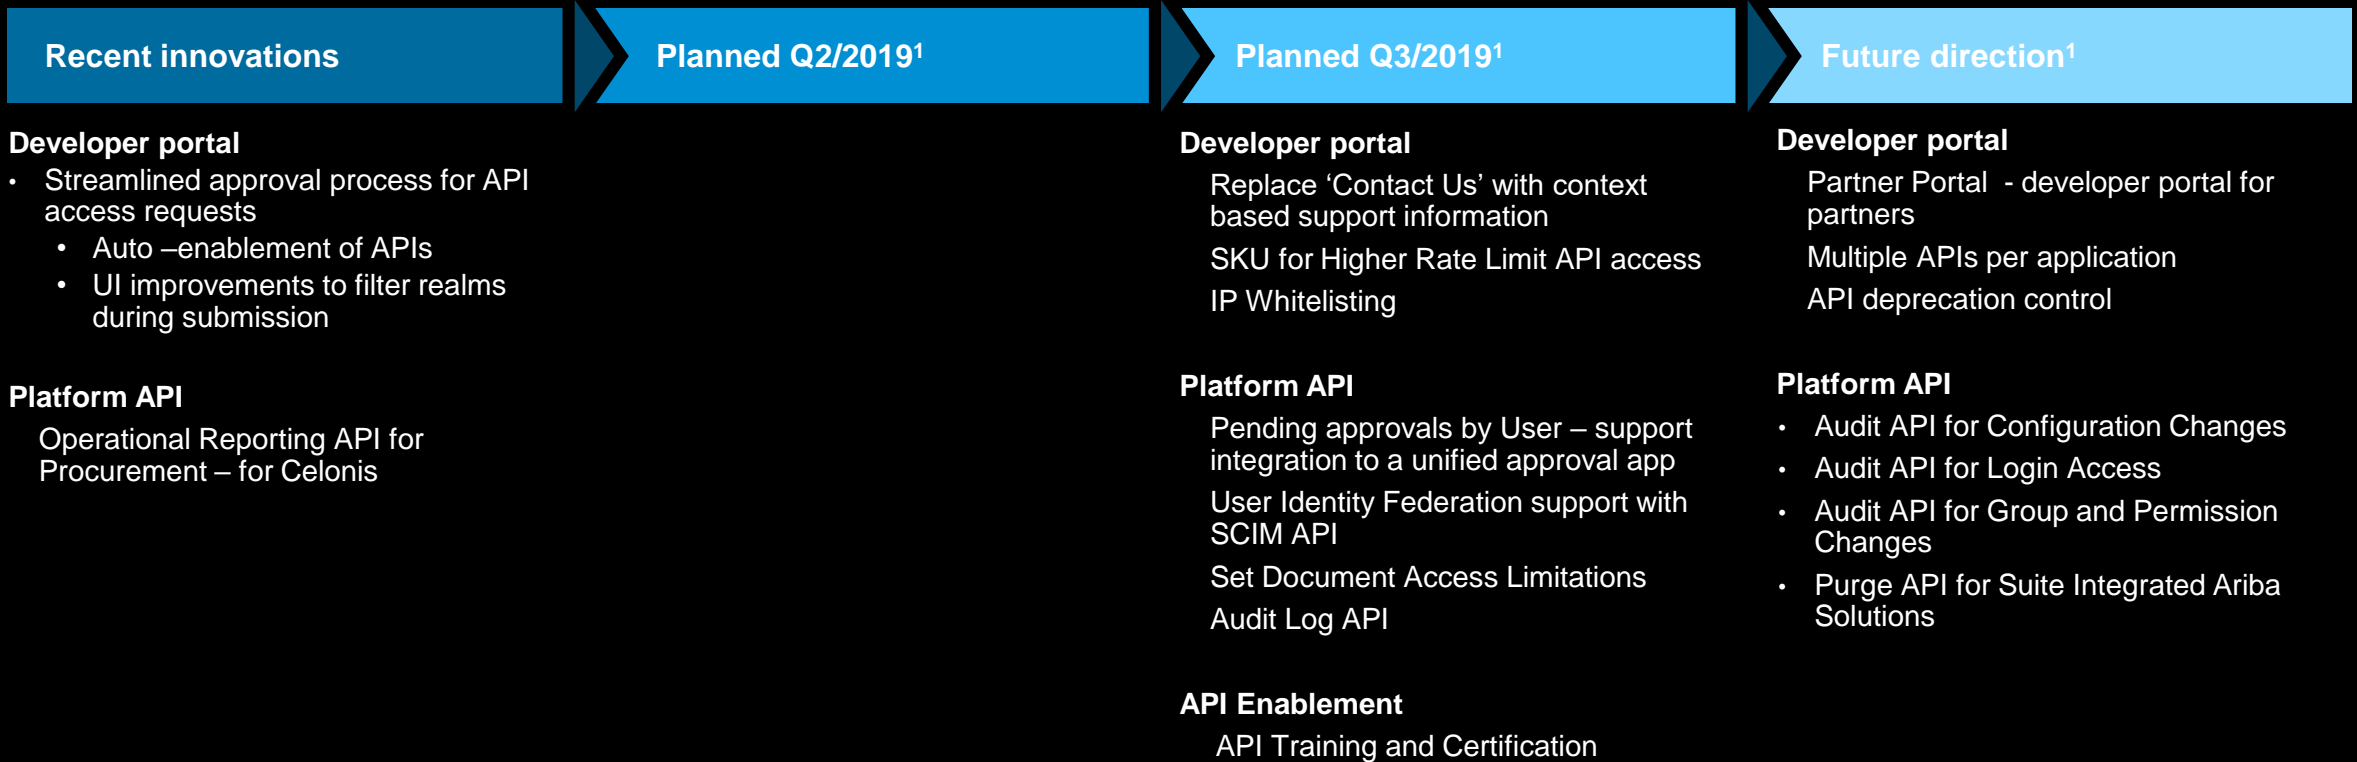 Recent innovations
Planned Q2/2019¹
Planned Q3/2019¹
Future direction¹
Developer portal
• Streamlined approval process for API
access requests
• Auto –enablement of APIs
• UI improvements to filter realms
during submission
Platform API
Operational Reporting API for
Procurement – for Celonis
Developer portal
Replace ‘Contact Us’ with context
based support information
SKU for Higher Rate Limit API access
IP Whitelisting
Platform API
Pending approvals by User – support
integration to a unified approval app
User Identity Federation support with
SCIM API
Set Document Access Limitations
Audit Log API
API Enablement
API Training and Certification
Developer portal
Partner Portal  - developer portal for
partners
Multiple APIs per application
API deprecation control
Platform API
• Audit API for Configuration Changes
• Audit API for Login Access
• Audit API for Group and Permission
Changes
• Purge API for Suite Integrated Ariba
Solutions